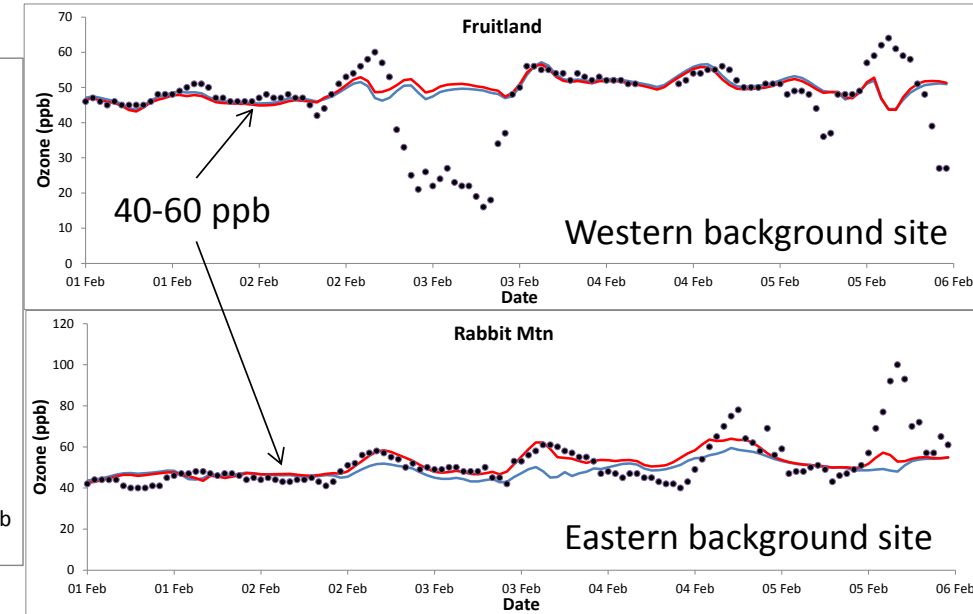 Fruitland
Ozone (ppb)
70
60
50
40
30
20
10
0
40-60 ppb
Western background site
01 Feb 01 Feb 02 Feb 02 Feb 03 Feb 03 Feb 04 Feb 04 Feb 05 Feb 05 Feb 06 Feb
Date
Rabbit Mtn
Ozone (ppb)
120
100
80
60
40
20
0
b
Eastern background site
01 Feb 01 Feb 02 Feb 02 Feb 03 Feb 03 Feb 04 Feb 04 Feb 05 Feb 05 Feb 06 Feb
Date